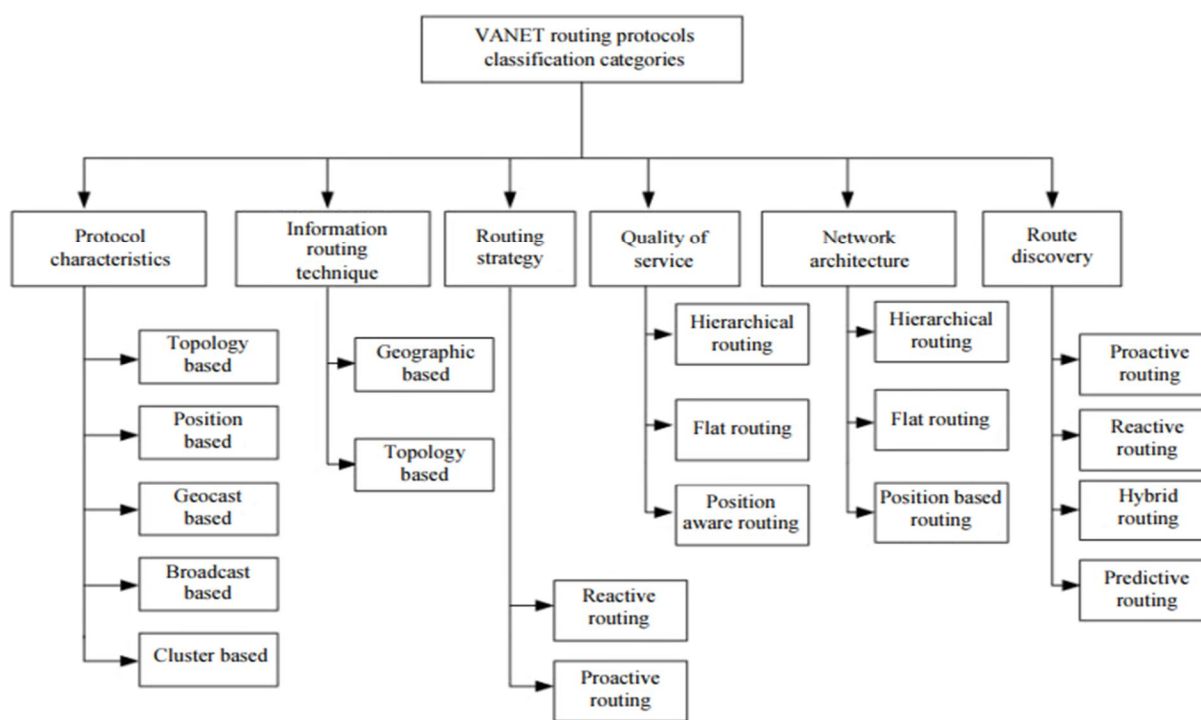 VANET routing protocols
classification categories
Protocol
characteristics
Information
routing
technique
Routing
strategy
Quality of
service
Network
architecture
Route
discovery
Topology
based
Position
based
Geocast
based
Broadcast
based
Cluster based
Geographic
based
Topology
based
Reactive
routing
Proactive
routing
Hierarchical
routing
Flat routing
Position
aware routing
Hierarchical
routing
Flat routing
Position based
routing
Proactive
routing
Reactive
routing
Hybrid
routing
Predictive
routing